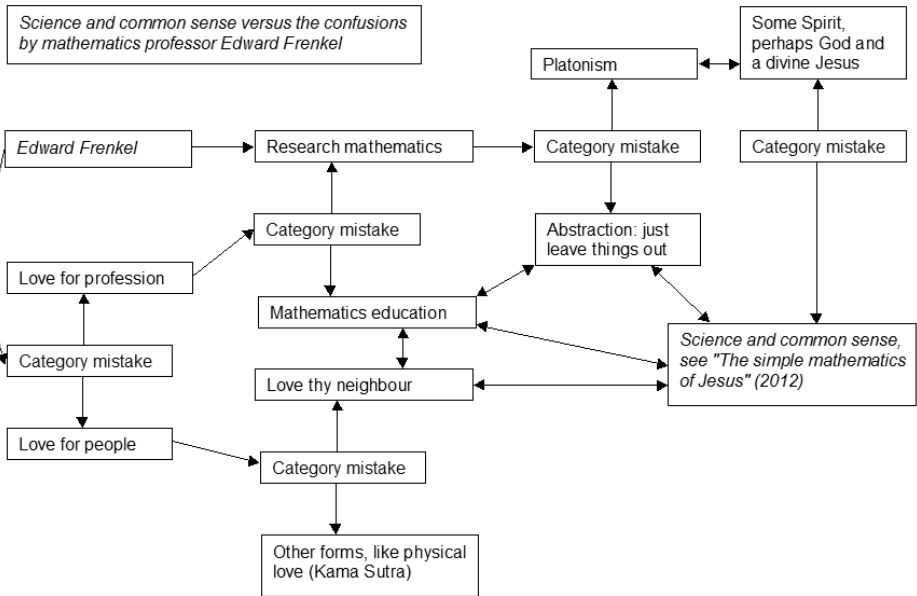 Science and common sense versus the confusions
by mathematics professor Edward Frenkel
Some Spirit,
perhaps God and
a divine Jesus
Platonism
Edward Frenkel
Research mathematics
Category mistake
Category mistake
Category mistake
Abstraction: just
leave things out
Love for profession
Mathematics education
Science and common sense,
see "The simple mathematics
of Jesus" (2012)
Category mistake
Love thy neighbour
Love for people
Category mistake
Other forms, like physical
love (Kama Sutra)